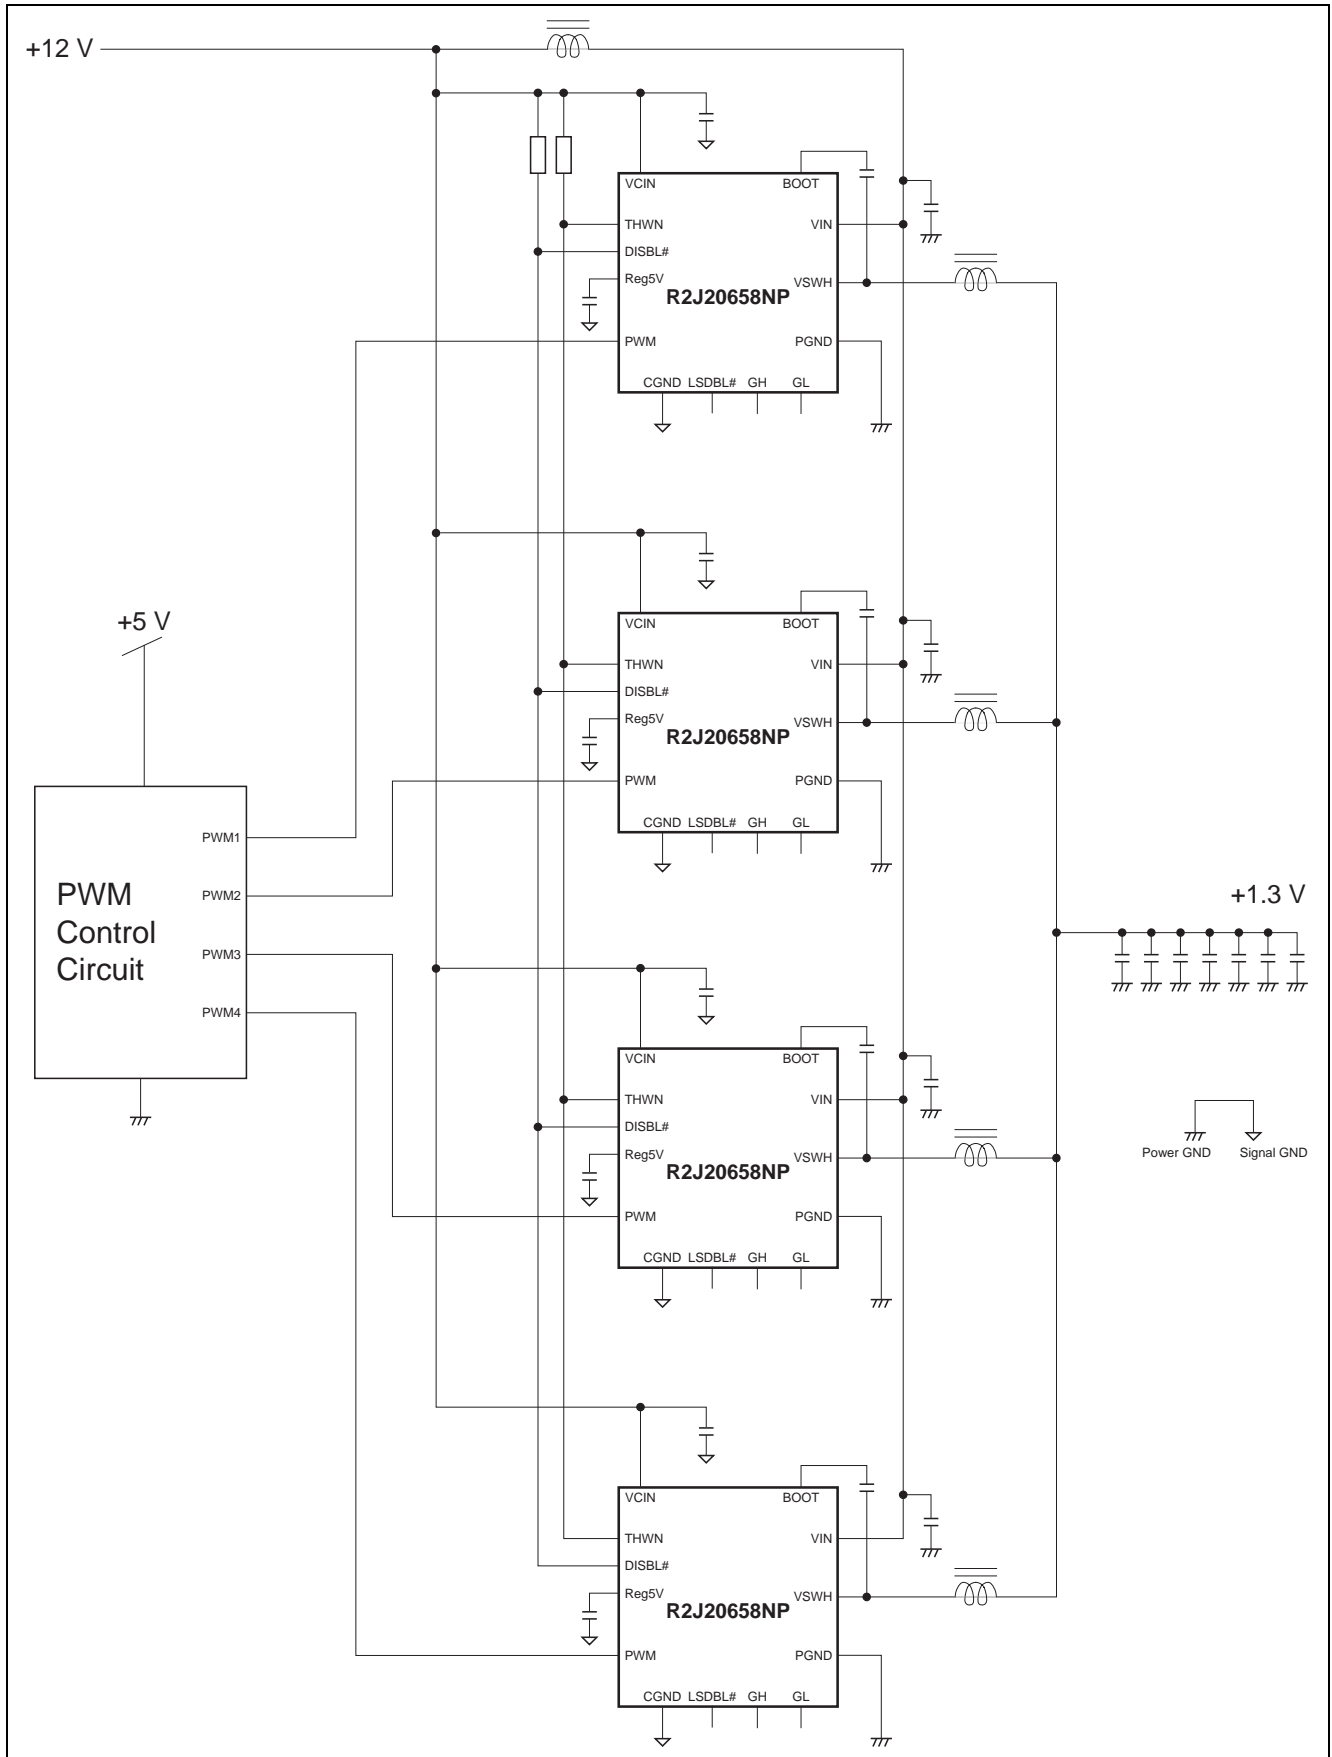 +12 V
VCIN BOOT
THWN VIN
DISBL#
Reg5V VSWH
R2J20658NP
PWM PGND
CGND LSDBL# GH GL
+5 V
VCIN BOOT
THWN VIN
DISBL#
Reg5V VSWH
R2J20658NP
PWM PGND
CGND LSDBL# GH GL
PWM
Control
Circuit
PWM1
PWM2
PWM3
PWM4
+1.3 V
VCIN BOOT
THWN VIN
DISBL#
Reg5V VSWH
R2J20658NP
PWM PGND
CGND LSDBL# GH GL
Power GND Signal GND
VCIN BOOT
THWN VIN
DISBL#
Reg5V VSWH
R2J20658NP
PWM PGND
CGND LSDBL# GH GL